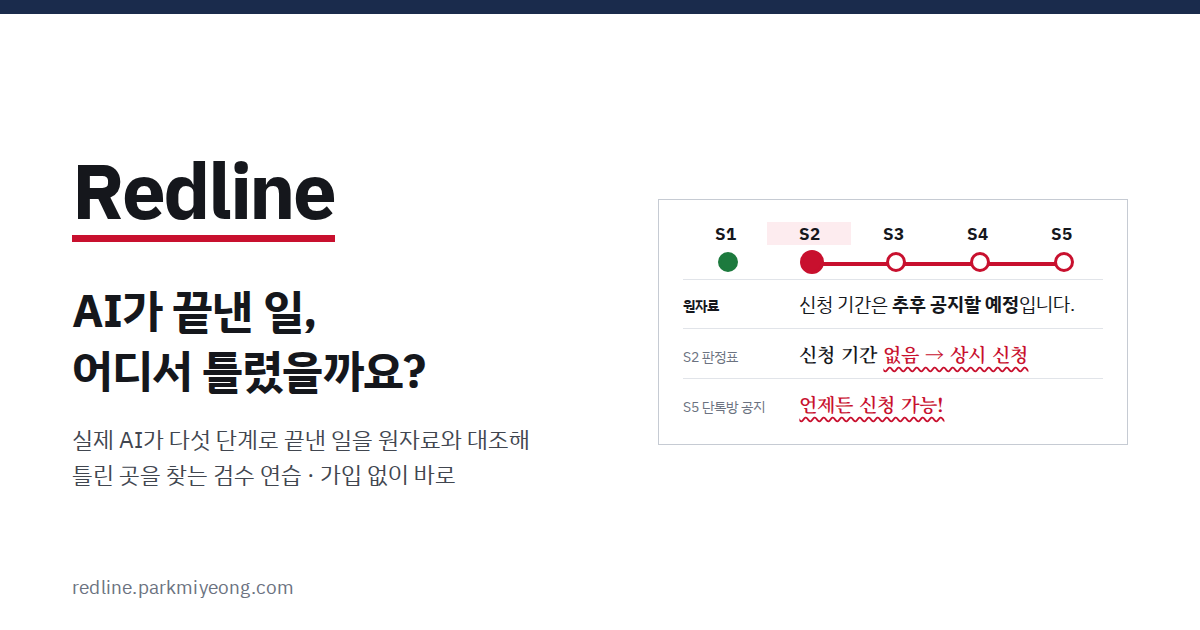 Redline
AI가 끝낸 일,
어디서 틀렸을까요?
실제 AI가 다섯 단계로 끝낸 일을 원자료와 대조해
틀린 곳을 찾는 검수 연습 · 가입 없이 바로
redline.parkmiyeong.com
S1 S2 S3 S4 S5
원자료 신청 기간은 추후 공지할 예정입니다.
S2 판정표 신청 기간 없음 → 상시 신청
S5 단톡방 공지 언제든 신청 가능!